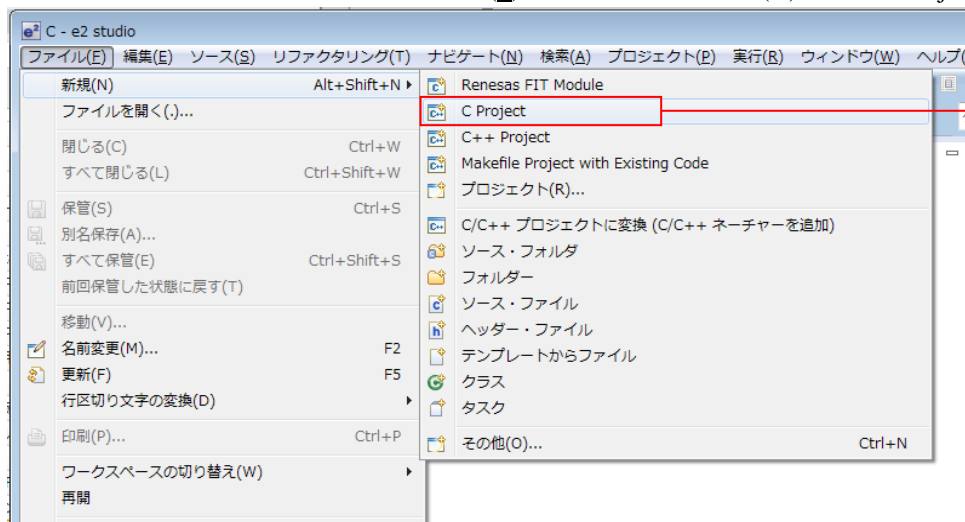 C - e2 studio
ファイル(F) 編集(E) ソース(S) リファクタリング(T) ナビゲート(N) 検索(A) プロジェクト(P) 実行(R) ウィンドウ(W) ヘルプ(
新規(N) Alt+Shift+N
ファイルを開く(.)...
閉じる(C) Ctrl+W
すべて閉じる(L) Ctrl+Shift+W
保管(S) Ctrl+S
別名保存(A)...
すべて保管(E) Ctrl+Shift+S
前回保管した状態に戻す(T)
移動(V)...
名前変更(M)... F2
更新(F) F5
行区切り文字の変換(D)
印刷(P)... Ctrl+P
ワークスペースの切り替え(W)
再開
Renesas FIT Module
C Project
C++ Project
Makefile Project with Existing Code
プロジェクト(R)...
C/C++ プロジェクトに変換 (C/C++ ネーチャーを追加)
ソース・フォルダ
フォルダー
ソース・ファイル
ヘッダー・ファイル
テンプレートからファイル
クラス
タスク
その他(O)... Ctrl+N